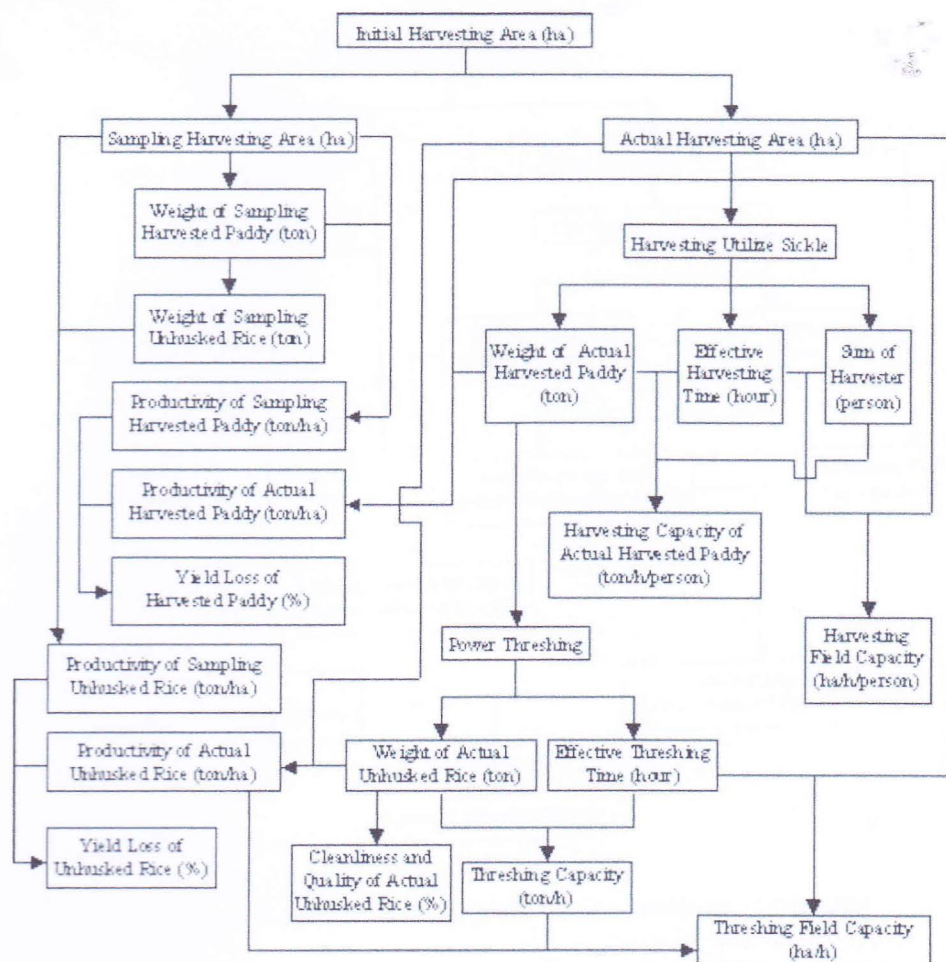 Initial Harvesting Area (ha)
Sampling Harvesting Area (ha)
Actual Harvesting Area (ha)
Weight of Sampling
Harvested Paddy (ton)
Harvesting Utilize Sickle
Weight of Sampling
Unhusked Rice (ton)
Weight of Actual
Harvested Paddy
(ton)
Effective
Harvesting
Time (hour)
Sum of
Harvester
(person)
Productivity of Sampling
Harvested Paddy (ton/ha)
Productivity of Actual
Harvested Paddy (ton/ha)
Harvesting Capacity of
Actual Harvested Paddy
(ton/h/person)
Yield Loss of
Harvested Paddy (%)
Power Threshing
Harvesting
Field Capacity
(ha/h/person)
Productivity of Sampling
Unhusked Rice (ton/ha)
Productivity of Actual
Unhusked Rice (ton/ha)
Weight of Actual
Unhusked Rice (ton)
Effective Threshing
Time (hour)
Yield Loss of
Unhusked Rice (%)
Cleanliness and
Quality of Actual
Unhusked Rice (%)
Threshing Capacity
(ton/h)
Threshing Field Capacity
(ha/h)